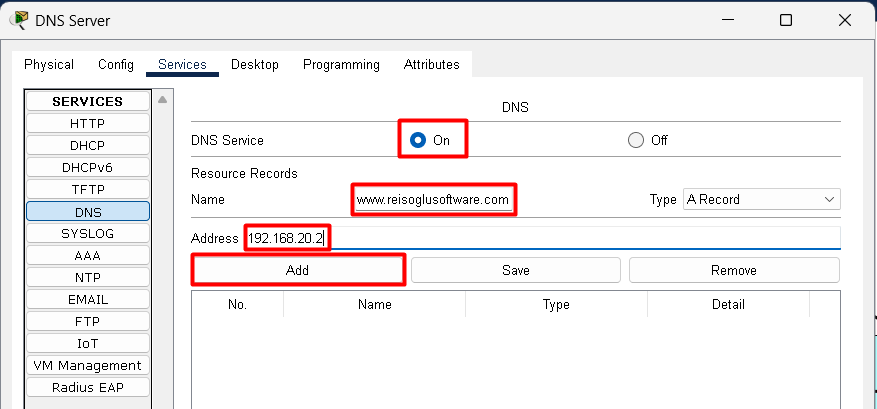 DNS Server
Physical Config Services Desktop Programming Attributes
SERVICES
HTTP
DHCP
DHCPv6
TFTP
DNS
SYSLOG
AAA
NTP
EMAIL
FTP
IoT
VM Management
Radius EAP
DNS
DNS Service On Off
Resource Records
Name www.reisoglusoftware.com Type A Record
Address 192.168.20.2
Add Save Remove
No. Name Type Detail